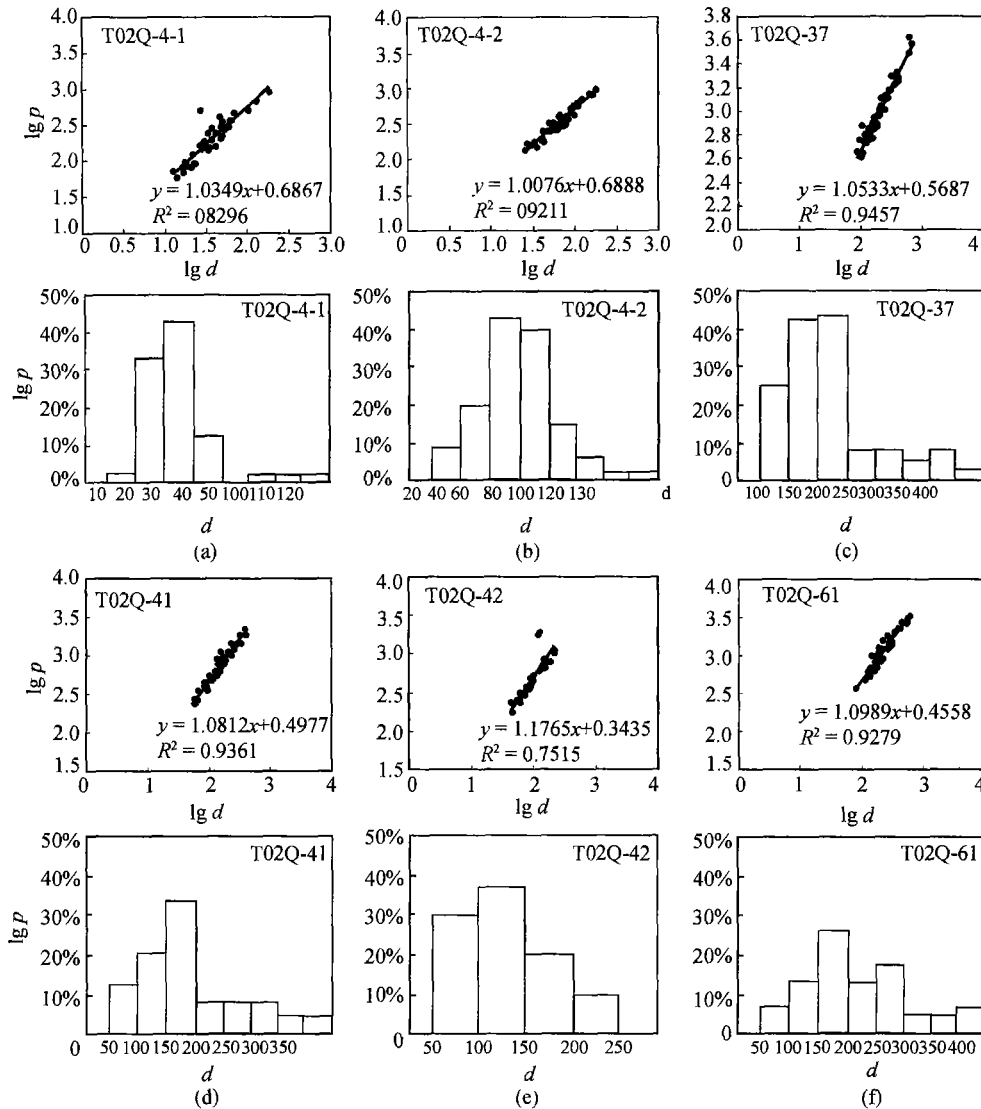 4.0
3.5
3.0
2.5
2.0
1.5
1.0
lg p
T02Q-4-1
y = 1.0349x+0.6867
R² = 08296
0 0.5 1.0 1.5 2.0 2.5 3.0
lg d
4.0
3.5
3.0
2.5
2.0
1.5
1.0
T02Q-4-2
y = 1.0076x+0.6888
R² = 09211
0 0.5 1.0 1.5 2.0 2.5 3.0
lg d
3.8
3.6
3.4
3.2
3.0
2.8
2.6
2.4
2.2
2.0
T02Q-37
y = 1.0533x+0.5687
R² = 0.9457
0 1 2 3 4
lg d
50%
40%
30%
20%
10%
0%
lg p
T02Q-4-1
10 20 30 40 50 100 110 120
d
(a)
50%
40%
30%
20%
10%
0%
T02Q-4-2
20 40 60 80 100 120 130 d
d
(b)
50%
40%
30%
20%
10%
0
T02Q-37
100 150 200 250 300 350 400
d
(c)
4.0
3.5
3.0
2.5
2.0
1.5
T02Q-41
y = 1.0812x+0.4977
R² = 0.9361
0 1 2 3 4
lg d
4.0
3.5
3.0
2.5
2.0
1.5
T02Q-42
y = 1.1765x+0.3435
R² = 0.7515
0 1 2 3 4
lg d
4.0
3.5
3.0
2.5
2.0
1.5
T02Q-61
y = 1.0989x+0.4558
R² = 0.9279
0 1 2 3 4
lg d
50%
40%
30%
20%
10%
0
lg p
T02Q-41
50 100 150 200 300 350
d
(d)
50%
40%
30%
20%
10%
0
T02Q-42
50 100 150 200 250
d
(e)
50%
40%
30%
20%
10%
0
T02Q-61
50 100 150 200 250 300 350 400
d
(f)